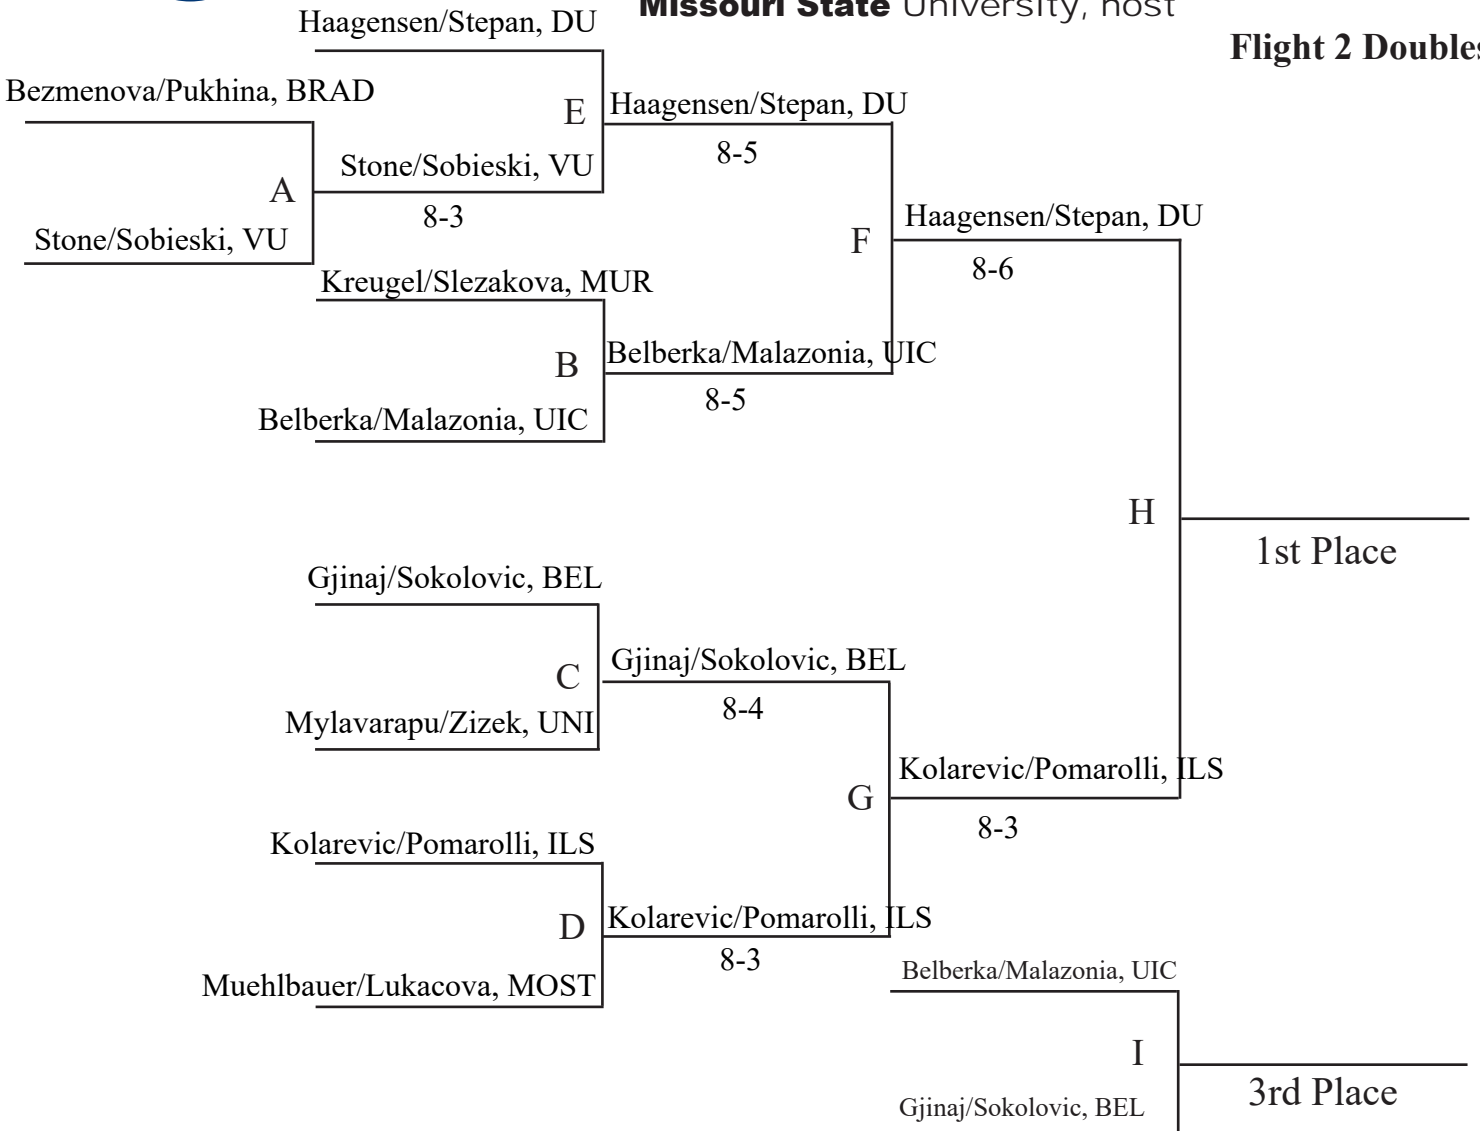 Missouri State University, host
Haagensen/Stepan, DU
Flight 2 Doubles
Bezmenova/Pukhina, BRAD
E
Haagensen/Stepan, DU
8-5
Stone/Sobieski, VU
A
8-3
Haagensen/Stepan, DU
Stone/Sobieski, VU
F
8-6
Kreugel/Slezakova, MUR
B
Belberka/Malazonia, UIC
8-5
Belberka/Malazonia, UIC
H
1st Place
Gjinaj/Sokolovic, BEL
C
Gjinaj/Sokolovic, BEL
8-4
Mylavarapu/Zizek, UNI
Kolarevic/Pomarolli, ILS
G
8-3
Kolarevic/Pomarolli, ILS
D
Kolarevic/Pomarolli, ILS
8-3
Muehlbauer/Lukacova, MOST
Belberka/Malazonia, UIC
I
3rd Place
Gjinaj/Sokolovic, BEL